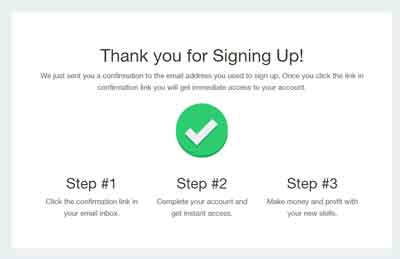 Thank you for Signing Up!
We just sent you a confirmation to the email address you used to sign up. Once you click the link in
confirmation link you will get immediate access to your account.
Step #1
Click the confirmation link in
your email inbox.
Step #2
Complete your account and
get instant access.
Step #3
Make money and profit with
your new skills.